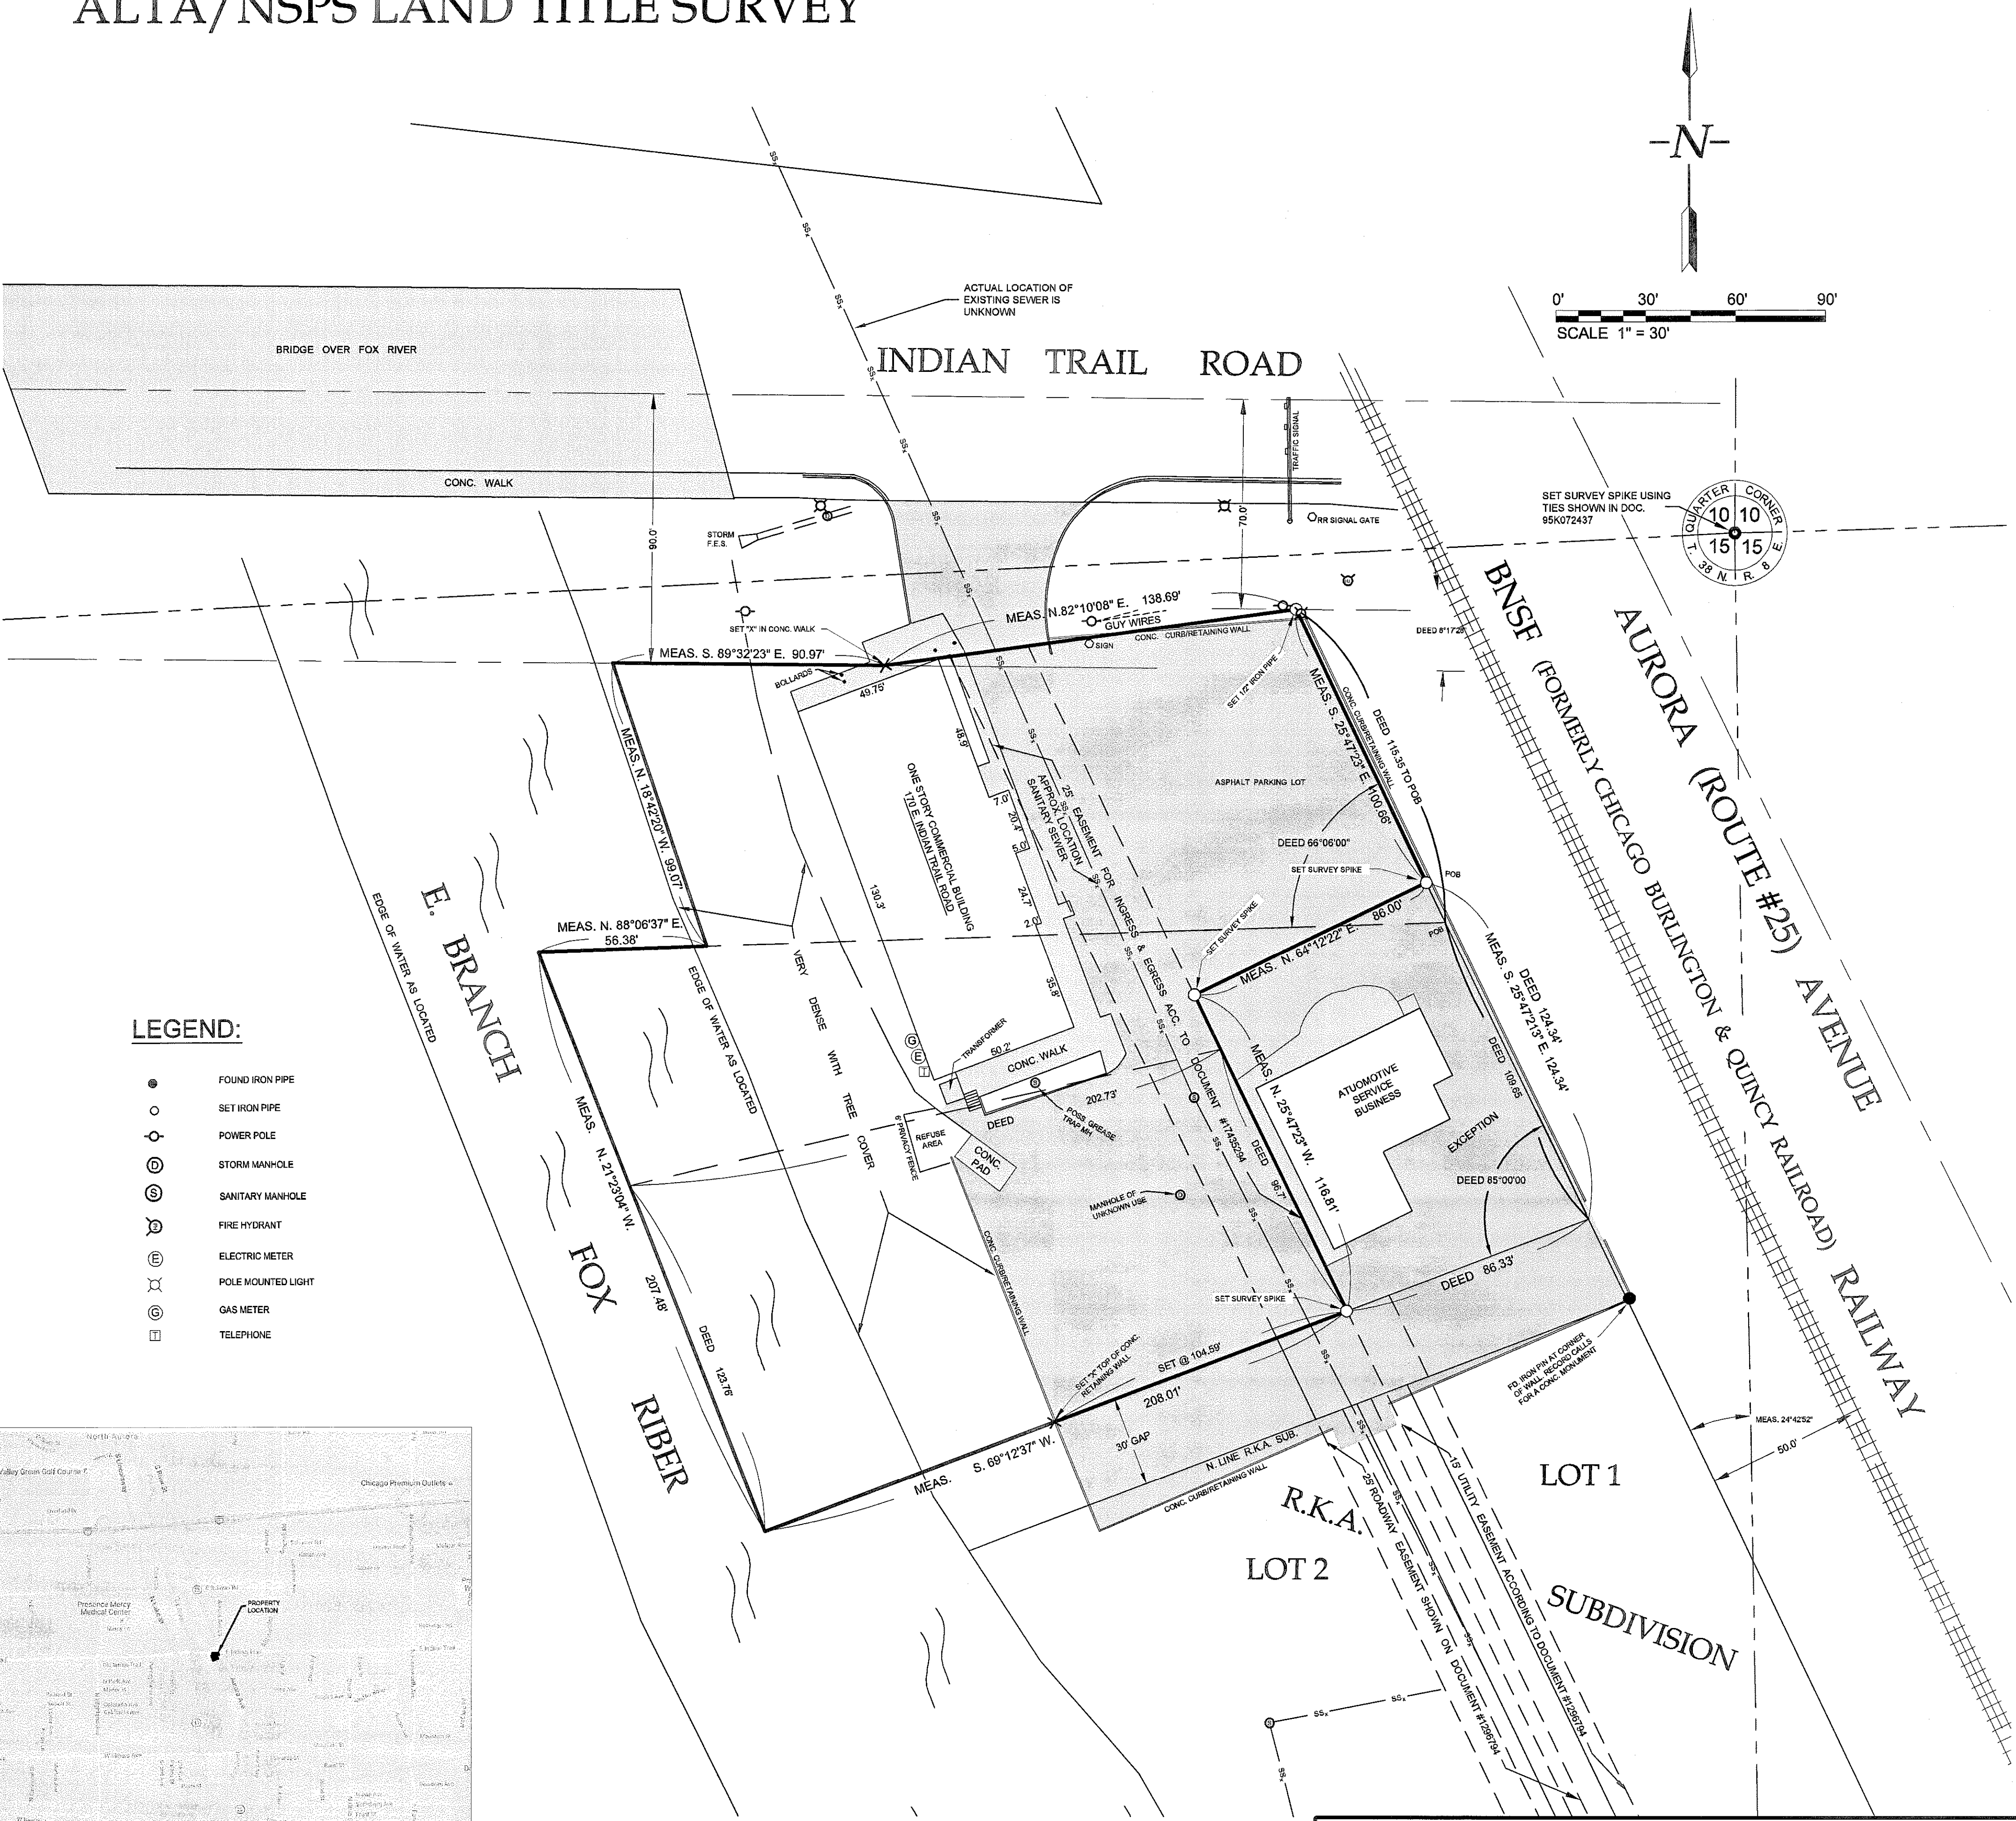 ALTA/NSPS LAND TITLE SURVEY
-N-
0' 30' 60' 90'
SCALE 1" = 30'
ACTUAL LOCATION OF
EXISTING SEWER IS
UNKNOWN
BRIDGE OVER FOX RIVER
INDIAN TRAIL ROAD
TRAFFIC SIGNAL
CONC. WALK
90.0'
70.0'
STORM
F.E.S.
RR SIGNAL GATE
SET SURVEY SPIKE USING
TIES SHOWN IN DOC.
95K072437
QUARTER CORNER
10 10
15 15
T. 38 N. R. 8 E.
SET "X" IN CONC. WALK
MEAS. N.82°10'08" E. 138.69'
GUY WIRES
SIGN
CONC. CURB/RETAINING WALL
DEED 8°17'28"
MEAS. S. 89°32'23" E. 90.97'
BOLLARDS
49.75'
SET 1/2" IRON PIPE
MEAS. S. 25°47'23" E. 100.66'
CONC. CURB/RETAINING WALL
DEED 115.35 TO POB
BNSF (FORMERLY CHICAGO BURLINGTON & QUINCY RAILROAD) RAILWAY
AURORA (ROUTE #25) AVENUE
MEAS. N. 18°42'20" W. 99.07'
48.9'
ONE STORY COMMERCIAL BUILDING
170 E. INDIAN TRAIL ROAD
7.0'
20.4'
5.0'
24.7'
2.0'
35.8'
130.3'
APPROX. LOCATION
SANITARY SEWER
25' EASEMENT FOR INGRESS & EGRESS ACC. TO DOCUMENT #17435294
ASPHALT PARKING LOT
DEED 66°06'00"
SET SURVEY SPIKE
POB
86.00'
MEAS. N. 64°12'22" E.
SET SURVEY SPIKE
POB
MEAS. S. 25°47'213" E. 124.34'
DEED 124.34'
DEED 109.65
MEAS. N. 88°06'37" E.
56.38'
E. BRANCH FOX RIBER
EDGE OF WATER AS LOCATED
EDGE OF WATER AS LOCATED
VERY DENSE WITH TREE COVER
G
E
T
TRANSFORMER
50.2'
CONC. WALK
DEED 202.73'
POSS. GREASE
TRAP MH
6' PRIVACY FENCE
REFUSE
AREA
CONC.
PAD
MANHOLE OF
UNKNOWN USE
MEAS. N. 25°47'23" W. 116.81'
DEED 96.7'
ATUOMOTIVE
SERVICE
BUSINESS
EXCEPTION
DEED 85°00'00
DEED 86.33'
SET SURVEY SPIKE
MEAS. N. 21°23'04" W.
207.48'
DEED 123.76'
CONC. CURB/RETAINING WALL
SET "X" TOP OF CONC.
RETAINING WALL
SET @ 104.59'
208.01'
MEAS. S. 69°12'37" W.
30' GAP
N. LINE R.K.A. SUB.
CONC. CURB/RETAINING WALL
FD. IRON PIN AT CORNER
OF WALL RECORD CALLS
FOR A CONC. MONUMENT
MEAS. 24°42'52"
50.0'
R.K.A. SUBDIVISION
LOT 1
LOT 2
25' ROADWAY EASEMENT SHOWN ON DOCUMENT #1296794
15' UTILITY EASEMENT ACCORDING TO DOCUMENT #1296794
LEGEND:
FOUND IRON PIPE
SET IRON PIPE
POWER POLE
D STORM MANHOLE
S SANITARY MANHOLE
FIRE HYDRANT
E ELECTRIC METER
POLE MOUNTED LIGHT
G GAS METER
T TELEPHONE
North Aurora
Valley Green Golf Course
Chicago Premium Outlets
Presence Mercy
Medical Center
PROPERTY
LOCATION